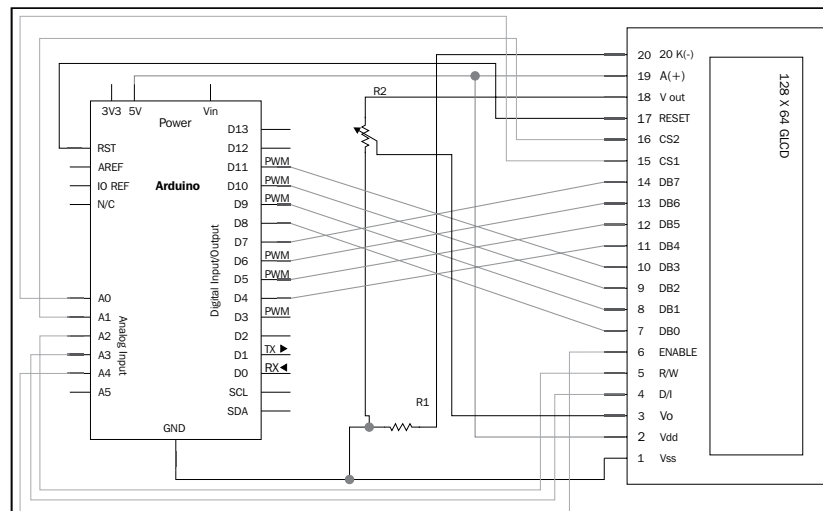 3V3 5V Vin
Power
Arduino
RST
AREF
IO REF
N/C
A0
A1
A2
A3
A4
A5
Analog Input
GND
Digital Input/Output
D13
D12
D11 PWM
D10 PWM
D9 PWM
D8
D7
D6 PWM
D5 PWM
D4
D3 PWM
D2
D1 TX
D0 RX
SCL
SDA
R2
R1
20 20 K(-)
19 A(+)
18 V out
17 RESET
16 CS2
15 CS1
14 DB7
13 DB6
12 DB5
11 DB4
10 DB3
9 DB2
8 DB1
7 DB0
6 ENABLE
5 R/W
4 D/I
3 Vo
2 Vdd
1 Vss
128 X 64 GLCD